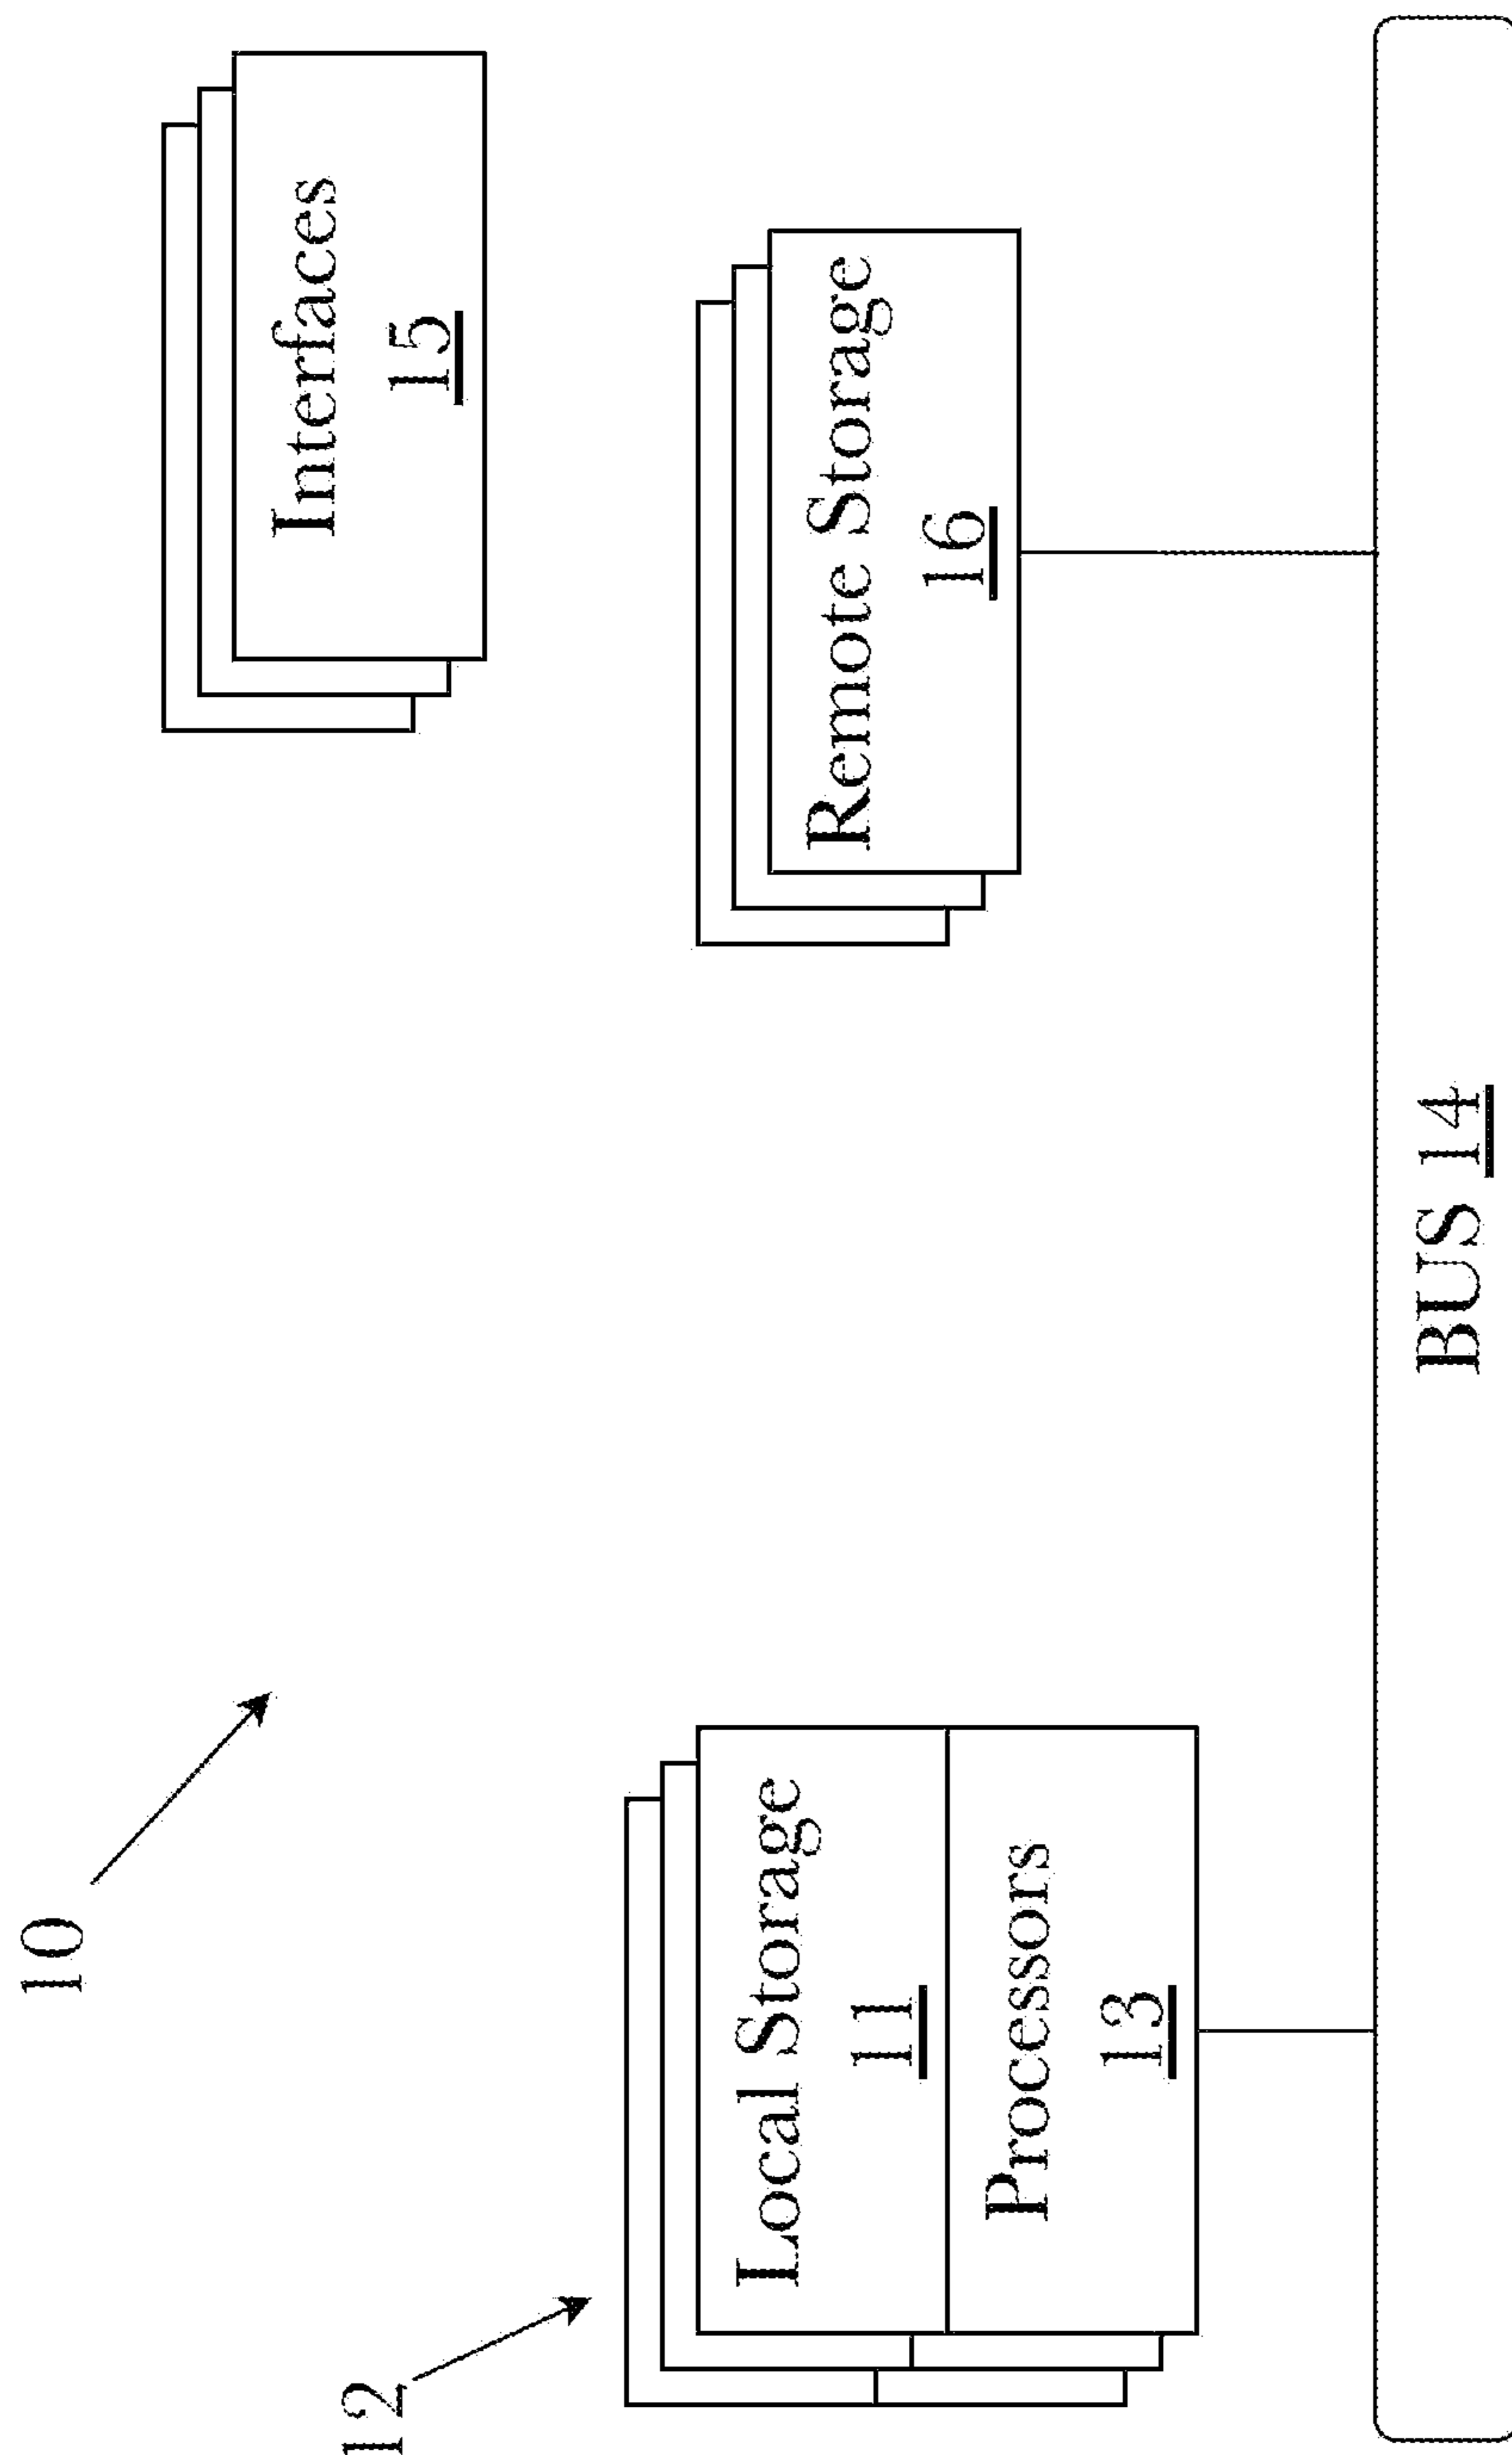 10
12
Local Storage
11
Processors
13
Interfaces
15
Remote Storage
16
BUS 14